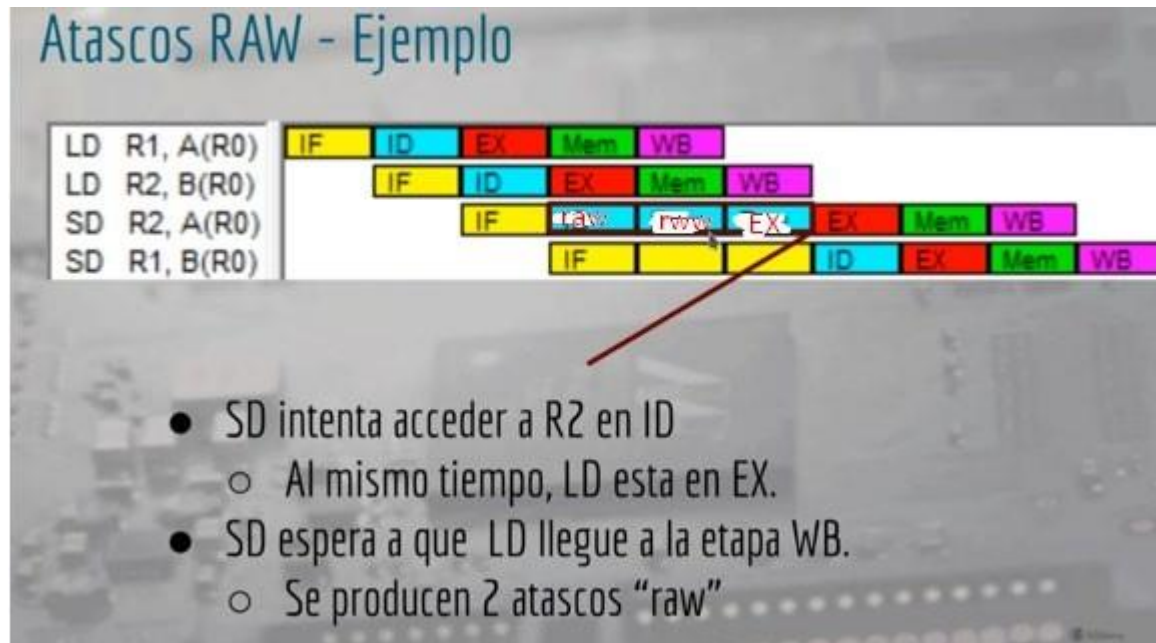 Atascos RAW - Ejemplo
LD R1, A(R0) IF ID EX Mem WB
LD R2, B(R0) IF ID EX Mem WB
SD R2, A(R0) IF raw raw EX EX Mem WB
SD R1, B(R0) IF ID EX Mem WB
● SD intenta acceder a R2 en ID
○ Al mismo tiempo, LD esta en EX.
● SD espera a que LD llegue a la etapa WB.
○ Se producen 2 atascos “raw”